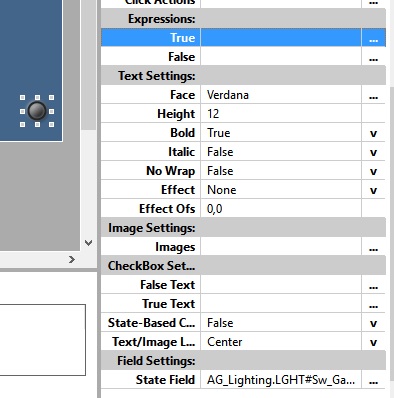 Click Actions ...
Expressions:
True ...
False ...
Text Settings:
Face Verdana ...
Height 12
Bold True v
Italic False v
No Wrap False v
Effect None v
Effect Ofs 0,0
Image Settings:
Images ...
CheckBox Set...
False Text ...
True Text ...
State-Based C... False v
Text/Image L... Center v
Field Settings:
State Field AG_Lighting.LGHT#Sw_Ga... ...